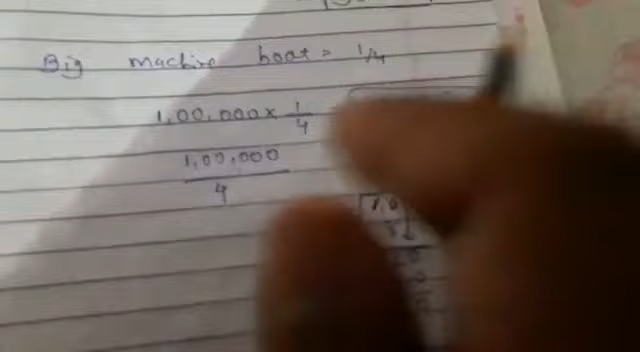 Big machine boat = 1/4
1,00,000 × 1/4
1,00,000
4